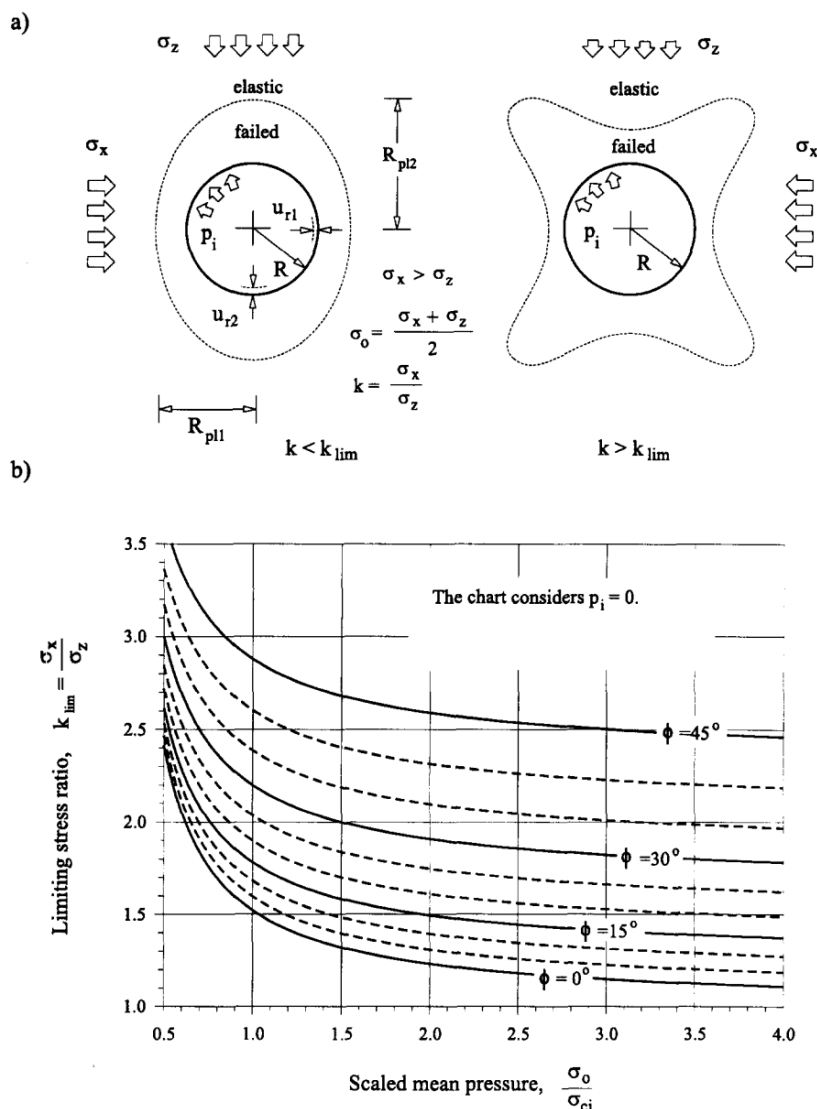 a)
σz
σz
elastic
elastic
failed
failed
σx
σx
Rpl2
ur1
pi
R
pi
R
ur2
σx > σz
σo = σx + σz / 2
k = σx / σz
Rpl1
k < klim
k > klim
b)
3.5
The chart considers pi = 0.
3.0
2.5
ϕ =45°
2.0
ϕ =30°
1.5
ϕ =15°
ϕ = 0°
1.0
0.5 1.0 1.5 2.0 2.5 3.0 3.5 4.0
Limiting stress ratio, klim = σx / σz
Scaled mean pressure, σo / σci